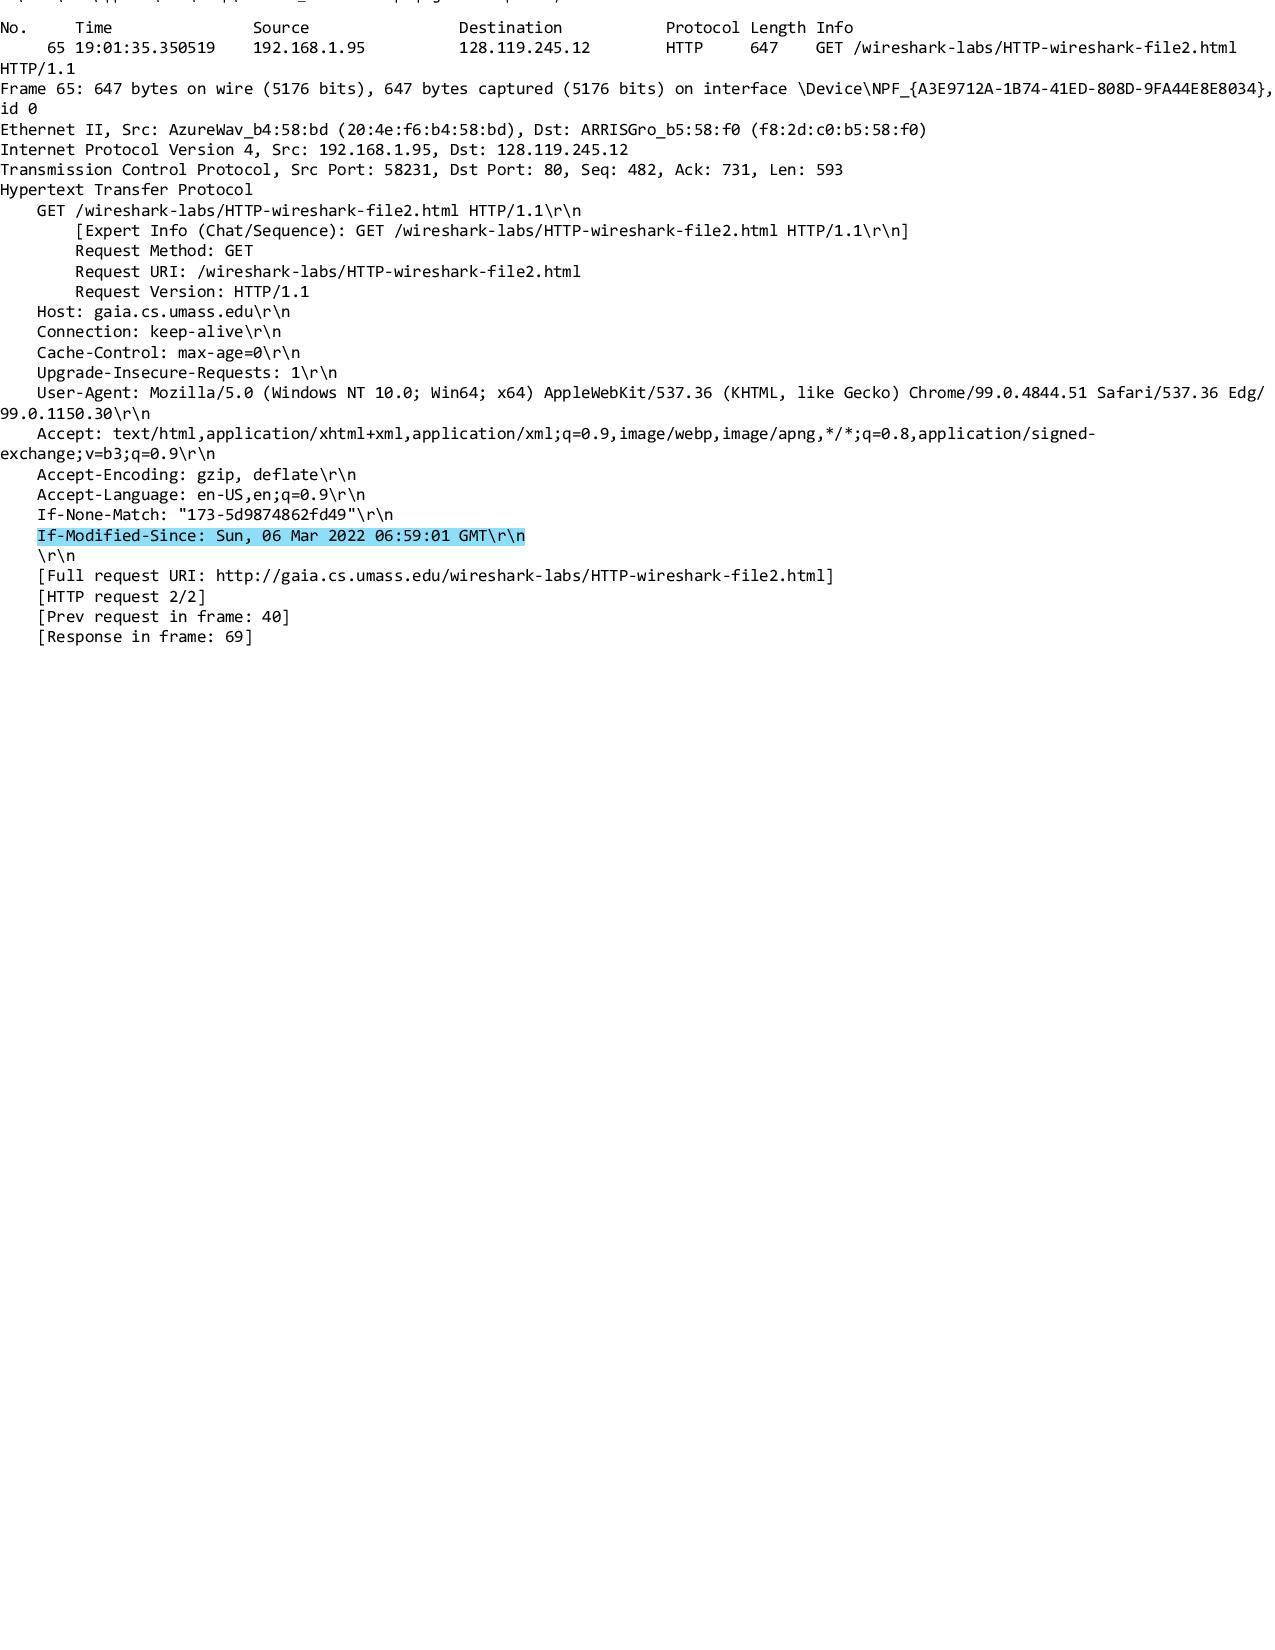 No.     Time               Source                Destination           Protocol Length Info
     65 19:01:35.350519    192.168.1.95          128.119.245.12        HTTP     647    GET /wireshark-labs/HTTP-wireshark-file2.html
HTTP/1.1
Frame 65: 647 bytes on wire (5176 bits), 647 bytes captured (5176 bits) on interface \Device\NPF_{A3E9712A-1B74-41ED-808D-9FA44E8E8034},
id 0
Ethernet II, Src: AzureWav_b4:58:bd (20:4e:f6:b4:58:bd), Dst: ARRISGro_b5:58:f0 (f8:2d:c0:b5:58:f0)
Internet Protocol Version 4, Src: 192.168.1.95, Dst: 128.119.245.12
Transmission Control Protocol, Src Port: 58231, Dst Port: 80, Seq: 482, Ack: 731, Len: 593
Hypertext Transfer Protocol
    GET /wireshark-labs/HTTP-wireshark-file2.html HTTP/1.1\r\n
        [Expert Info (Chat/Sequence): GET /wireshark-labs/HTTP-wireshark-file2.html HTTP/1.1\r\n]
        Request Method: GET
        Request URI: /wireshark-labs/HTTP-wireshark-file2.html
        Request Version: HTTP/1.1
    Host: gaia.cs.umass.edu\r\n
    Connection: keep-alive\r\n
    Cache-Control: max-age=0\r\n
    Upgrade-Insecure-Requests: 1\r\n
    User-Agent: Mozilla/5.0 (Windows NT 10.0; Win64; x64) AppleWebKit/537.36 (KHTML, like Gecko) Chrome/99.0.4844.51 Safari/537.36 Edg/
99.0.1150.30\r\n
    Accept: text/html,application/xhtml+xml,application/xml;q=0.9,image/webp,image/apng,*/*;q=0.8,application/signed-
exchange;v=b3;q=0.9\r\n
    Accept-Encoding: gzip, deflate\r\n
    Accept-Language: en-US,en;q=0.9\r\n
    If-None-Match: "173-5d9874862fd49"\r\n
    If-Modified-Since: Sun, 06 Mar 2022 06:59:01 GMT\r\n
    \r\n
    [Full request URI: http://gaia.cs.umass.edu/wireshark-labs/HTTP-wireshark-file2.html]
    [HTTP request 2/2]
    [Prev request in frame: 40]
    [Response in frame: 69]